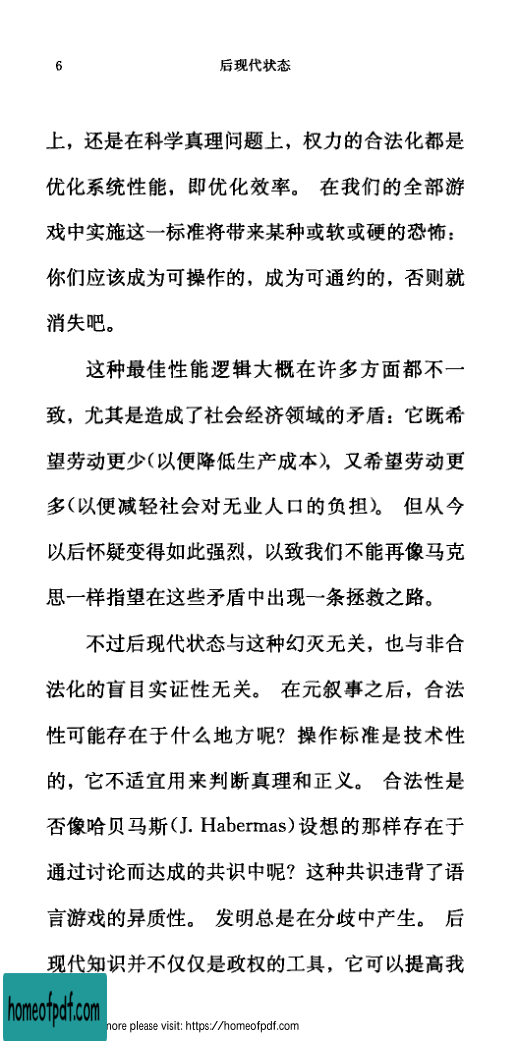 6 后现代状态
上，还是在科学真理问题上，权力的合法化都是
优化系统性能，即优化效率。 在我们的全部游
戏中实施这一标准将带来某种或软或硬的恐怖：
你们应该成为可操作的，成为可通约的，否则就
消失吧。
这种最佳性能逻辑大概在许多方面都不一
致，尤其是造成了社会经济领域的矛盾：它既希
望劳动更少(以便降低生产成本)，又希望劳动更
多(以便减轻社会对无业人口的负担)。 但从今
以后怀疑变得如此强烈，以致我们不能再像马克
思一样指望在这些矛盾中出现一条拯救之路。
不过后现代状态与这种幻灭无关，也与非合
法化的盲目实证性无关。 在元叙事之后，合法
性可能存在于什么地方呢？操作标准是技术性
的，它不适宜用来判断真理和正义。 合法性是
否像哈贝马斯(J. Habermas)设想的那样存在于
通过讨论而达成的共识中呢？这种共识违背了语
言游戏的异质性。 发明总是在分歧中产生。 后
现代知识并不仅仅是政权的工具，它可以提高我
homeofpdf.com
more please visit: https://homeofpdf.com